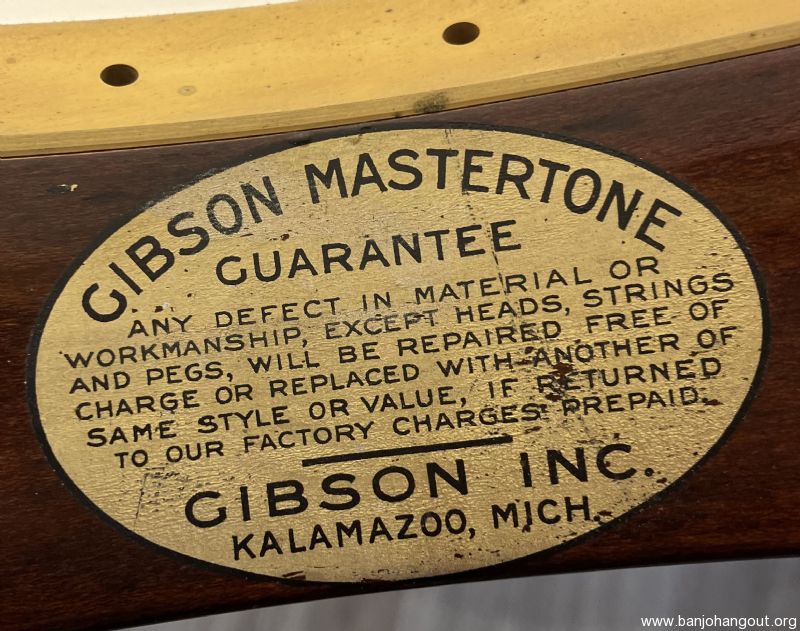 GIBSON MASTERTONE
GUARANTEE
ANY DEFECT IN MATERIAL OR
WORKMANSHIP, EXCEPT HEADS, STRINGS
AND PEGS, WILL BE REPAIRED FREE OF
CHARGE OR REPLACED WITH ANOTHER OF
SAME STYLE OR VALUE, IF RETURNED
TO OUR FACTORY CHARGES PREPAID.
GIBSON INC.
KALAMAZOO, MICH.
www.banjohangout.org